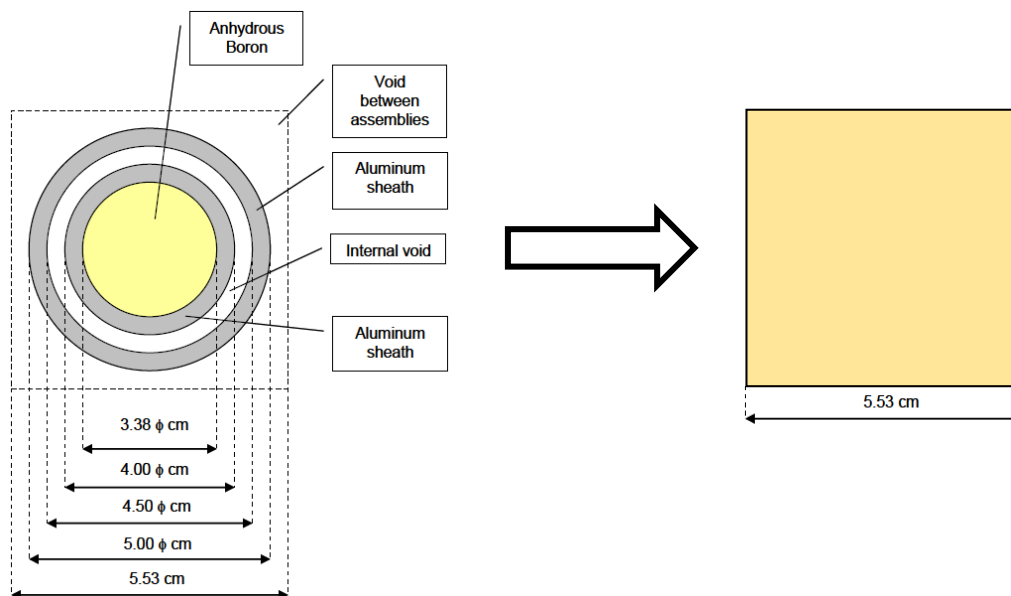 Anhydrous
Boron
Void
between
assemblies
Aluminum
sheath
Internal void
Aluminum
sheath
3.38 ϕ cm
4.00 ϕ cm
4.50 ϕ cm
5.00 ϕ cm
5.53 cm
5.53 cm